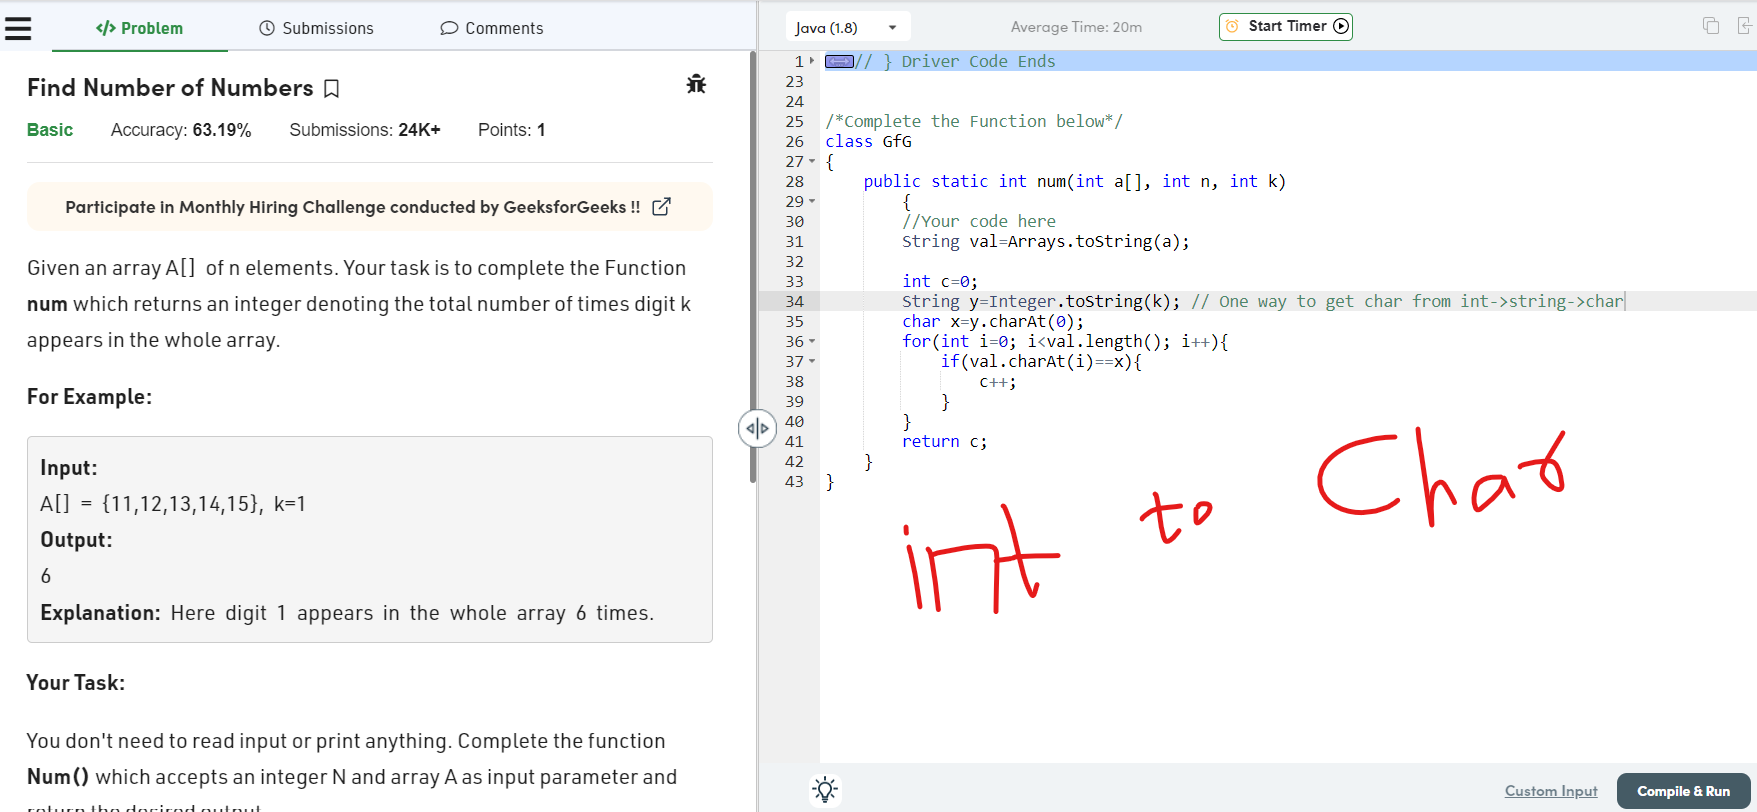 Problem
Submissions
Comments
Find Number of Numbers
Basic Accuracy: 63.19% Submissions: 24K+ Points: 1
Participate in Monthly Hiring Challenge conducted by GeeksforGeeks !!
Given an array A[] of n elements. Your task is to complete the Function
num which returns an integer denoting the total number of times digit k
appears in the whole array.
For Example:
Input:
A[] = {11,12,13,14,15}, k=1
Output:
6
Explanation: Here digit 1 appears in the whole array 6 times.
Your Task:
You don't need to read input or print anything. Complete the function
Num() which accepts an integer N and array A as input parameter and
return the desired output.
Java (1.8)
Average Time: 20m
Start Timer
1 // } Driver Code Ends
23
24
25 /*Complete the Function below*/
26 class GfG
27 {
28 public static int num(int a[], int n, int k)
29 {
30 //Your code here
31 String val=Arrays.toString(a);
32
33 int c=0;
34 String y=Integer.toString(k); // One way to get char from int->string->char
35 char x=y.charAt(0);
36 for(int i=0; i<val.length(); i++){
37 if(val.charAt(i)==x){
38 c++;
39 }
40 }
41 return c;
42 }
43 }
int to Char
Custom Input
Compile & Run